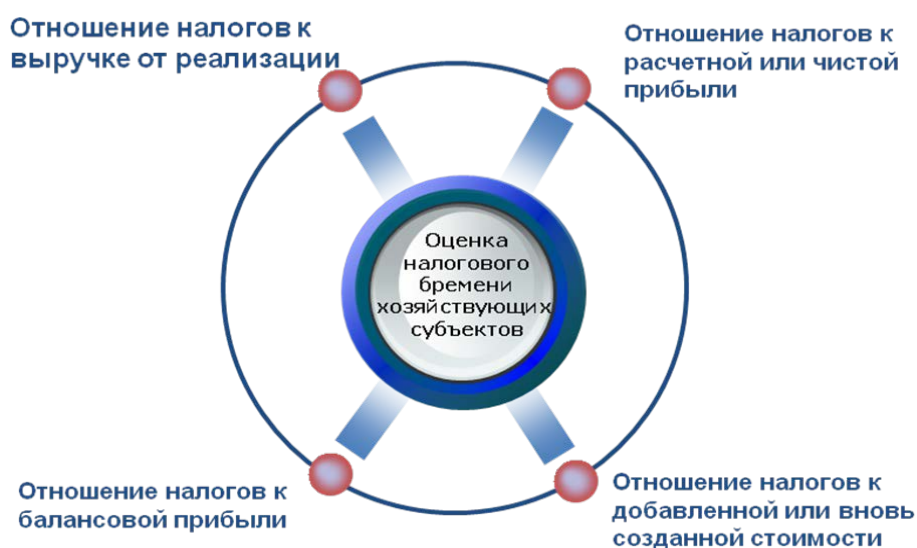 Отношение налогов к
выручке от реализации
Отношение налогов к
расчетной или чистой
прибыли
Оценка
налогового
бремени
хозяйствующих
субъектов
Отношение налогов к
балансовой прибыли
Отношение налогов к
добавленной или вновь
созданной стоимости